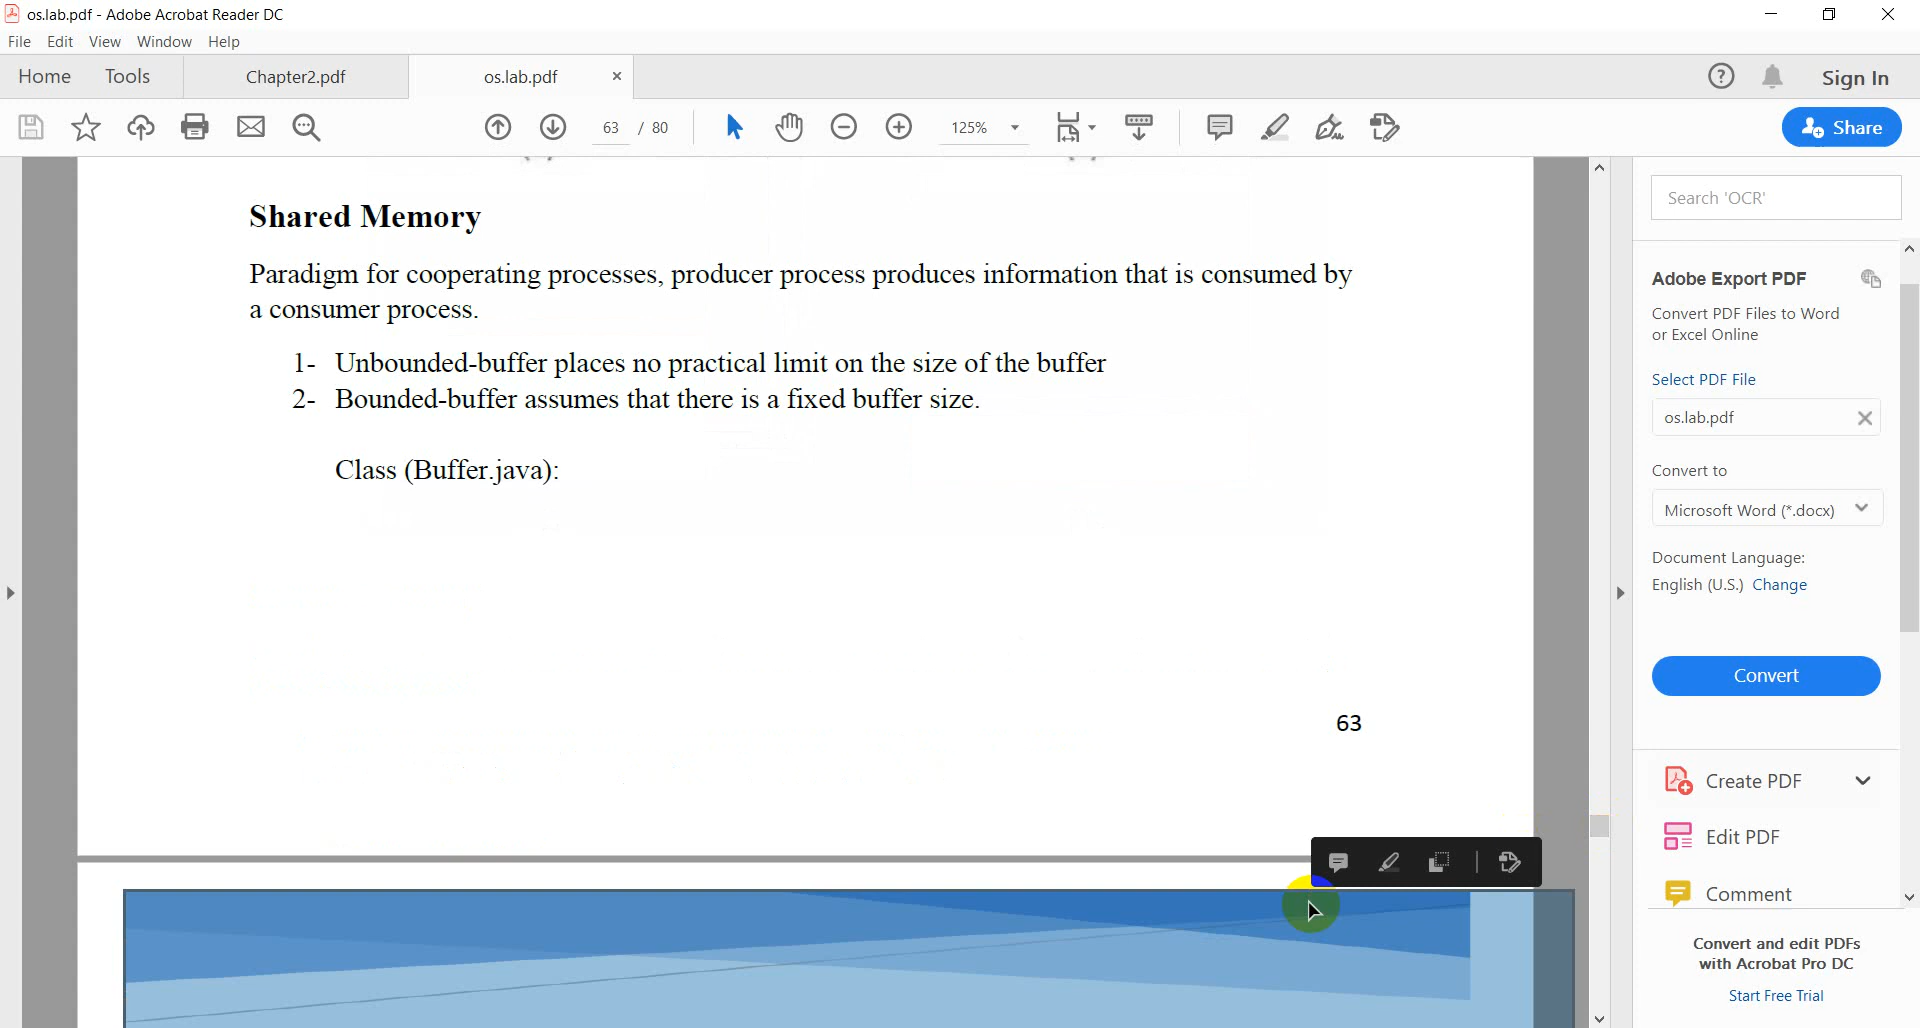 os.lab.pdf - Adobe Acrobat Reader DC
File Edit View Window Help
Home Tools Chapter2.pdf os.lab.pdf × ? Sign In
63 / 80 125% Share
Shared Memory
Paradigm for cooperating processes, producer process produces information that is consumed by
a consumer process.
1- Unbounded-buffer places no practical limit on the size of the buffer
2- Bounded-buffer assumes that there is a fixed buffer size.
Class (Buffer.java):
63
Search 'OCR'
Adobe Export PDF
Convert PDF Files to Word
or Excel Online
Select PDF File
os.lab.pdf
Convert to
Microsoft Word (*.docx)
Document Language:
English (U.S.) Change
Convert
Create PDF
Edit PDF
Comment
Convert and edit PDFs
with Acrobat Pro DC
Start Free Trial